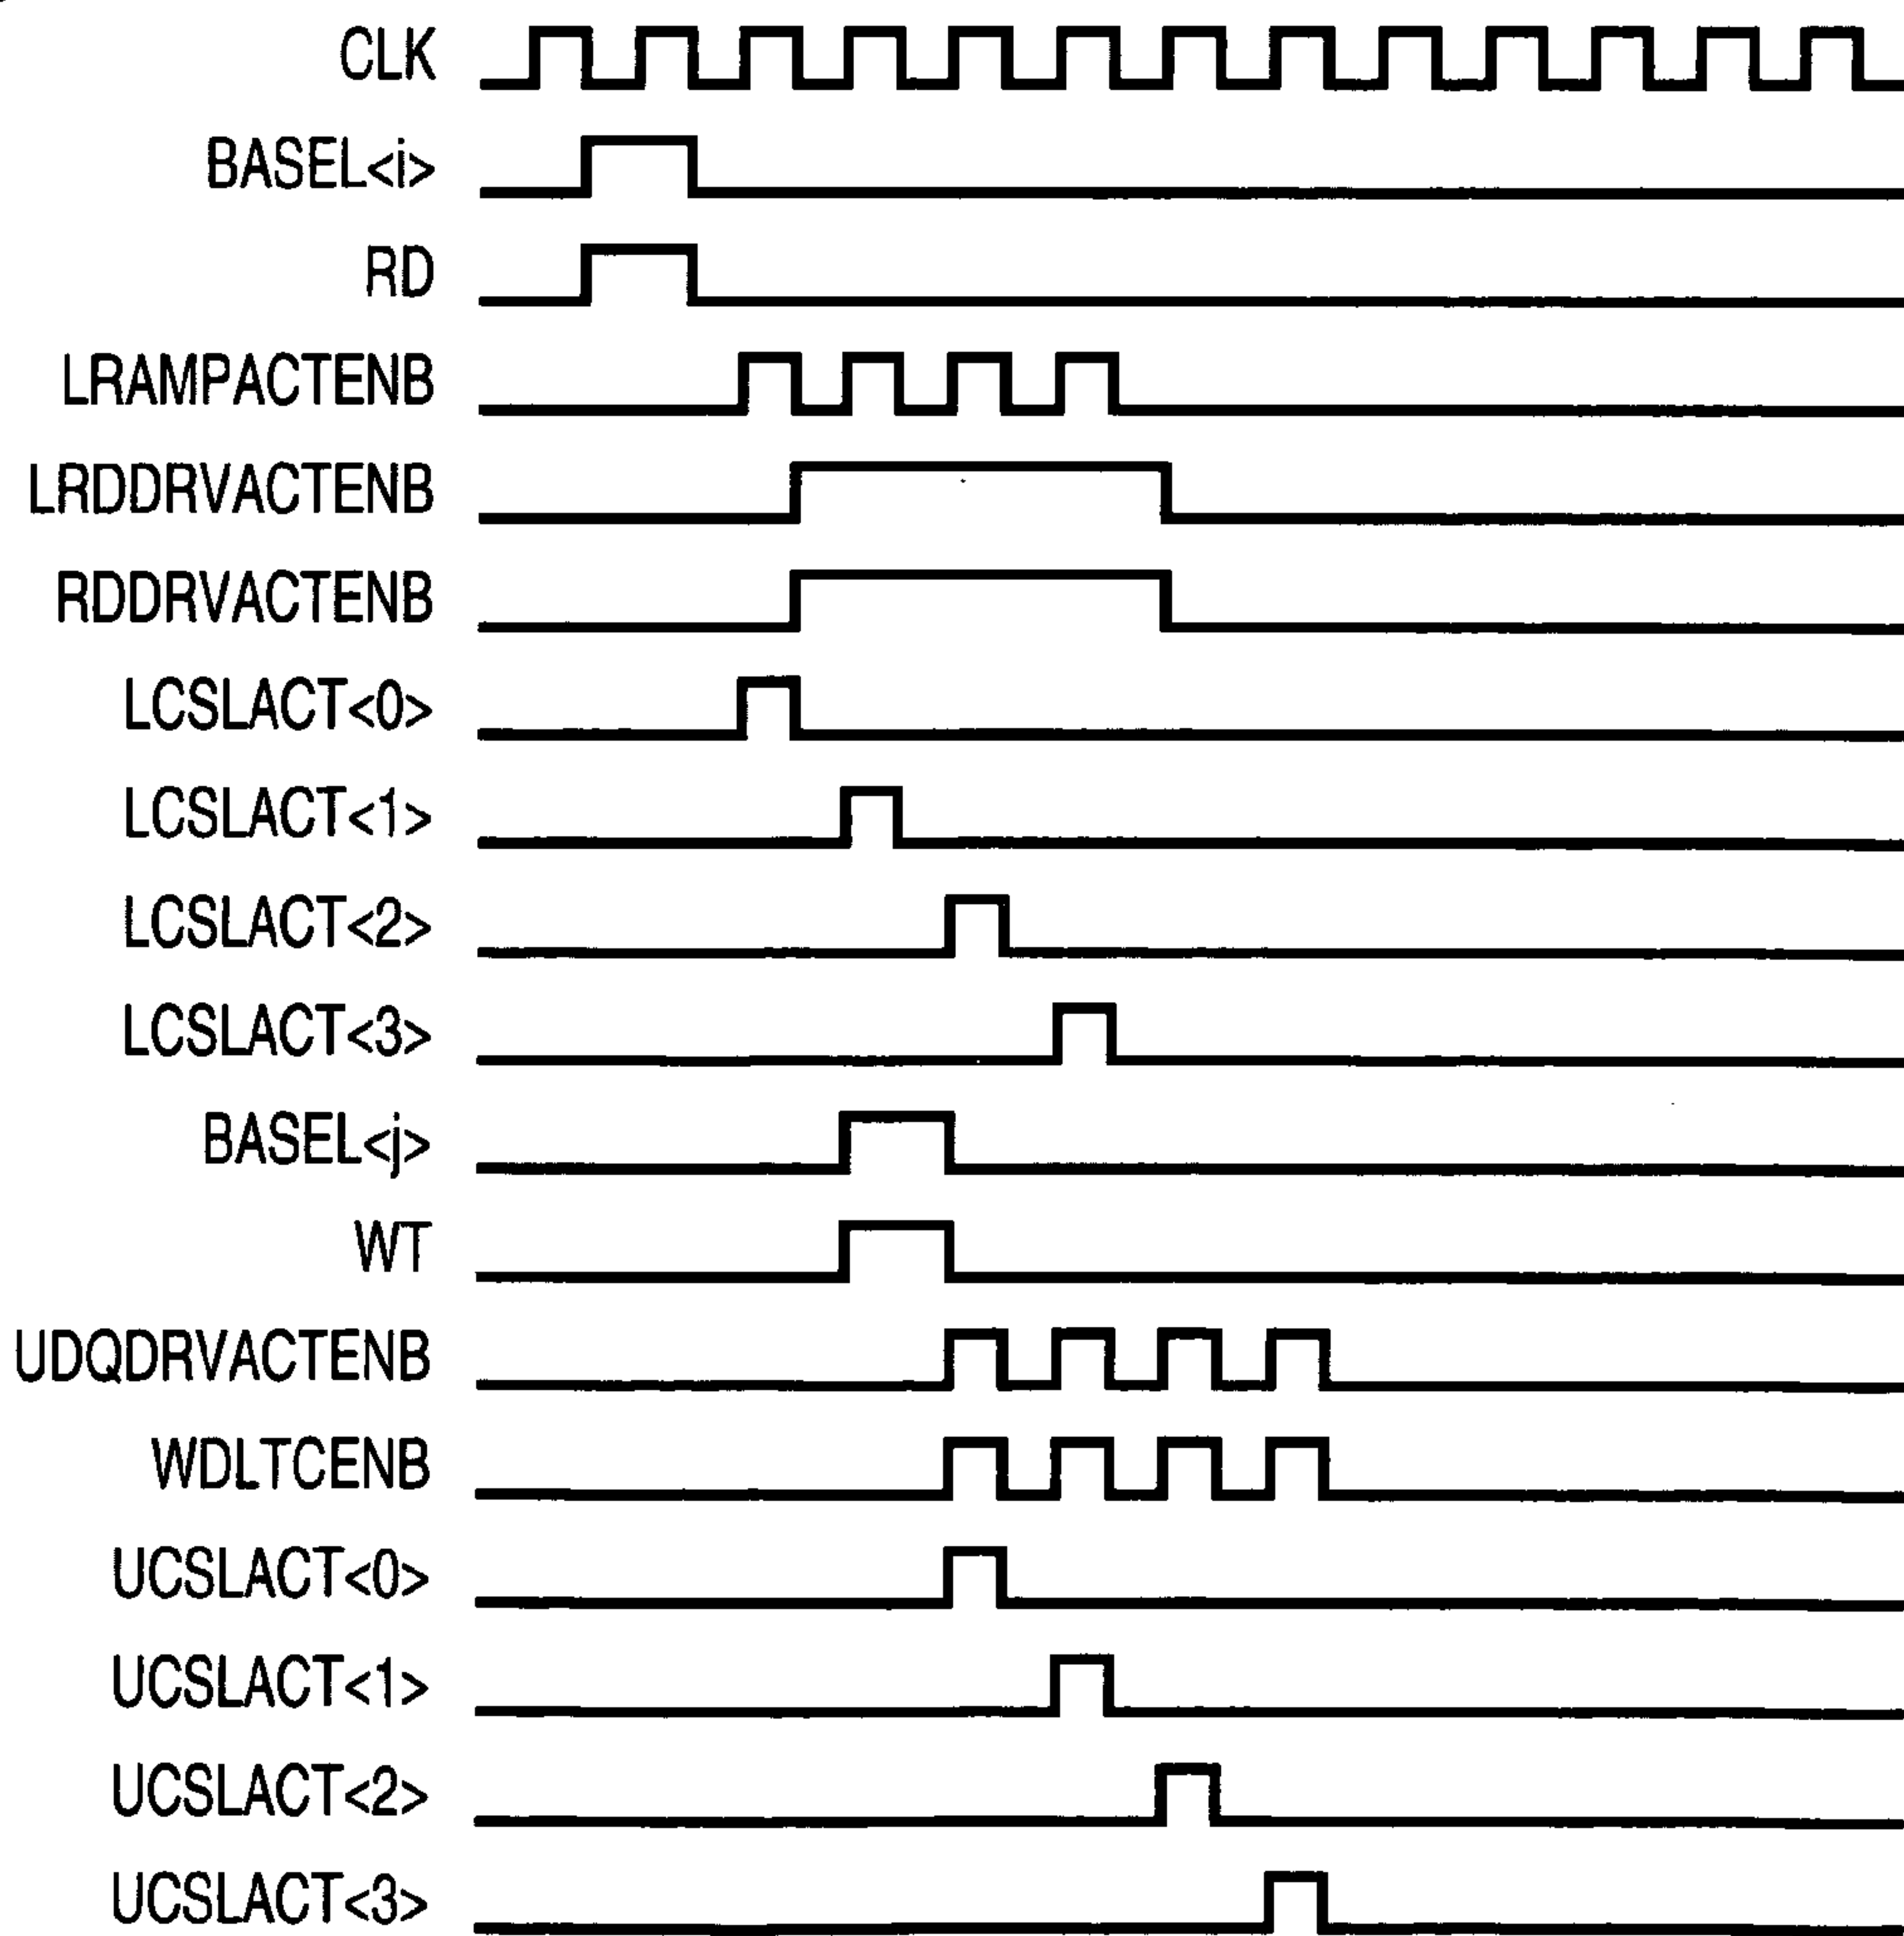 CLK
BASEL<i>
RD
LRAMPACTENB
LRDDRVACTENB
RDDRVACTENB
LCSLACT<0>
LCSLACT<1>
LCSLACT<2>
LCSLACT<3>
BASEL<j>
WT
UDQDRVACTENB
WDLTCENB
UCSLACT<0>
UCSLACT<1>
UCSLACT<2>
UCSLACT<3>